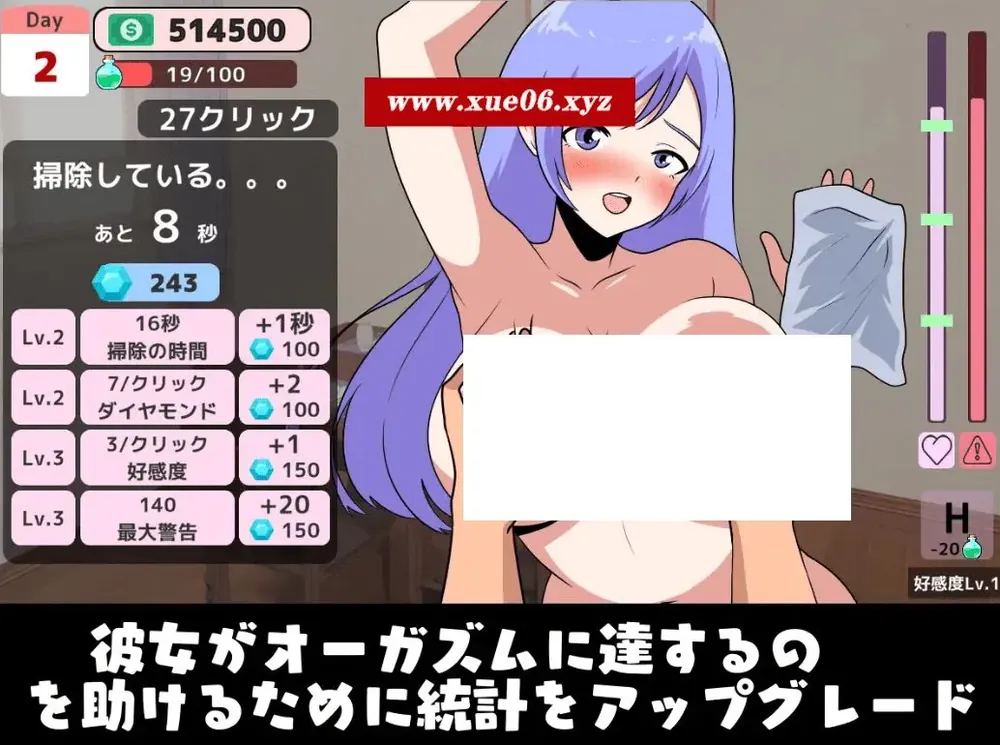 Day
2
514500
19/100
27クリック
www.xue06.xyz
掃除している。。。
あと 8 秒
243
Lv.2
16秒
掃除の時間
+1秒
100
Lv.2
7/クリック
ダイヤモンド
+2
100
Lv.3
3/クリック
好感度
+1
150
Lv.3
140
最大警告
+20
150
H
-20
好感度Lv.1
彼女がオーガズムに達するの
を助けるために統計をアップグレード